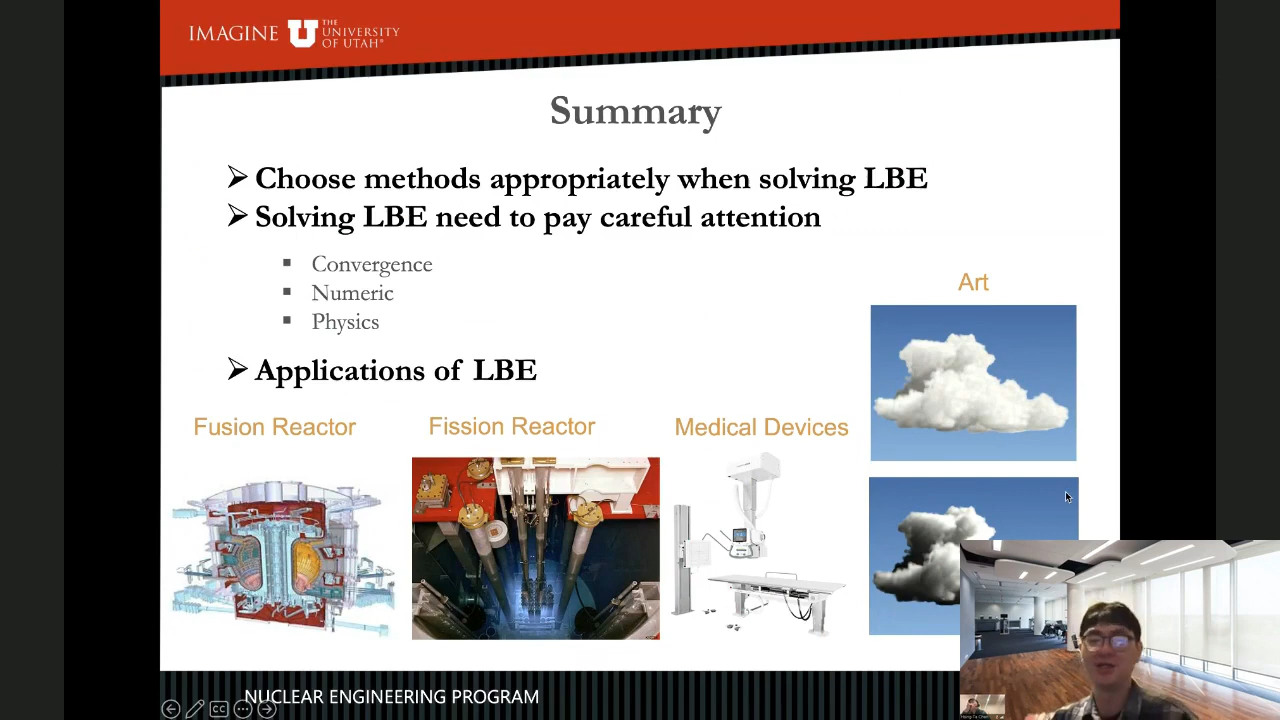 IMAGINE
THE
UNIVERSITY
OF UTAH®
Summary
Choose methods appropriately when solving LBE
Solving LBE need to pay careful attention
Convergence
Numeric
Physics
Applications of LBE
Art
Fusion Reactor
Fission Reactor
Medical Devices
NUCLEAR ENGINEERING PROGRAM
CC